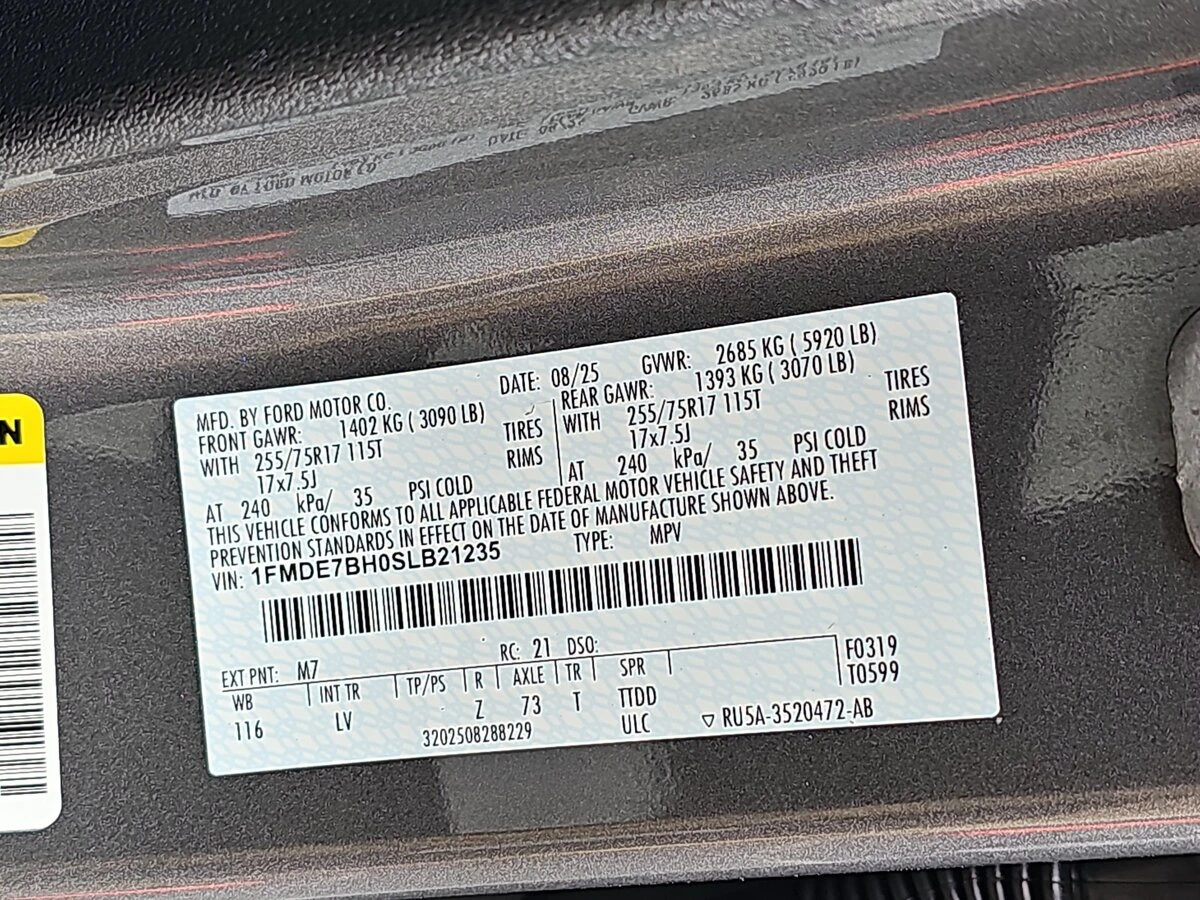 MFD. BY FORD MOTOR CO. DATE: 08/25 GVWR: 2685 KG ( 5920 LB)
FRONT GAWR: 1402 KG ( 3090 LB) REAR GAWR: 1393 KG ( 3070 LB)
WITH 255/75R17 115T TIRES WITH 255/75R17 115T TIRES
17x7.5J RIMS 17x7.5J RIMS
AT 240 kPa/ 35 PSI COLD AT 240 kPa/ 35 PSI COLD
THIS VEHICLE CONFORMS TO ALL APPLICABLE FEDERAL MOTOR VEHICLE SAFETY AND THEFT
PREVENTION STANDARDS IN EFFECT ON THE DATE OF MANUFACTURE SHOWN ABOVE.
VIN: 1FMDE7BH0SLB21235 TYPE: MPV
EXT PNT: M7 RC: 21 DSO: F0319
WB INT TR TP/PS R AXLE TR SPR T0599
116 LV Z 73 T TTDD
3202508288229 ULC RU5A-3520472-AB
N